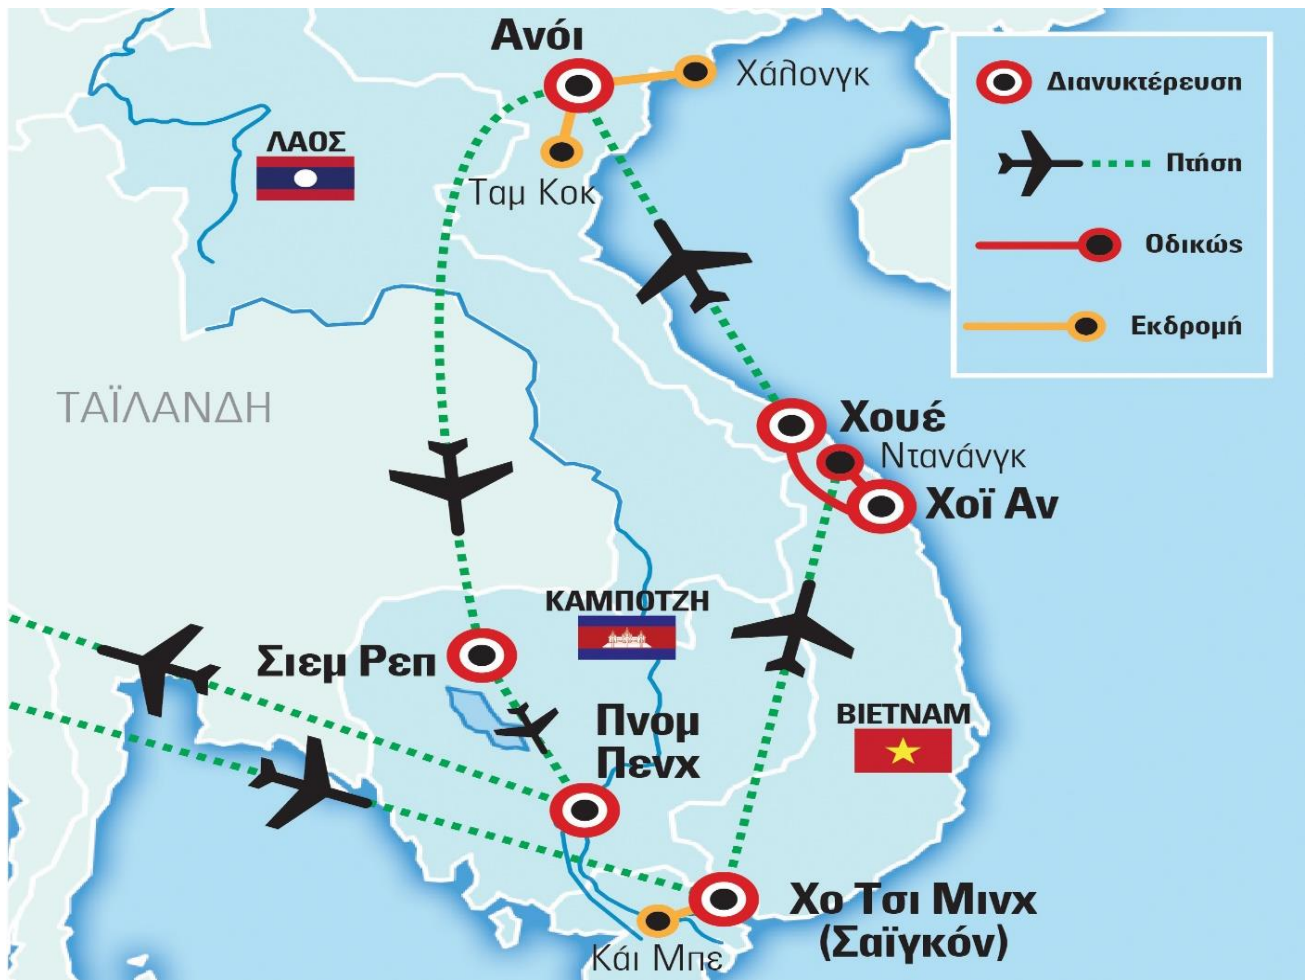 Ανόι
Χάλονγκ
ΛΑΟΣ
Ταμ Κοκ
Διανυκτέρευση
Πτήση
Οδικώς
Εκδρομή
ΤΑΪΛΑΝΔΗ
Χουέ
Ντανάνγκ
Χοϊ Αν
ΚΑΜΠΟΤΖΗ
Σιεμ Ρεπ
Πνομ
Πενχ
ΒΙΕΤΝΑΜ
Χο Τσι Μινχ
(Σαϊγκόν)
Κάι Μπε